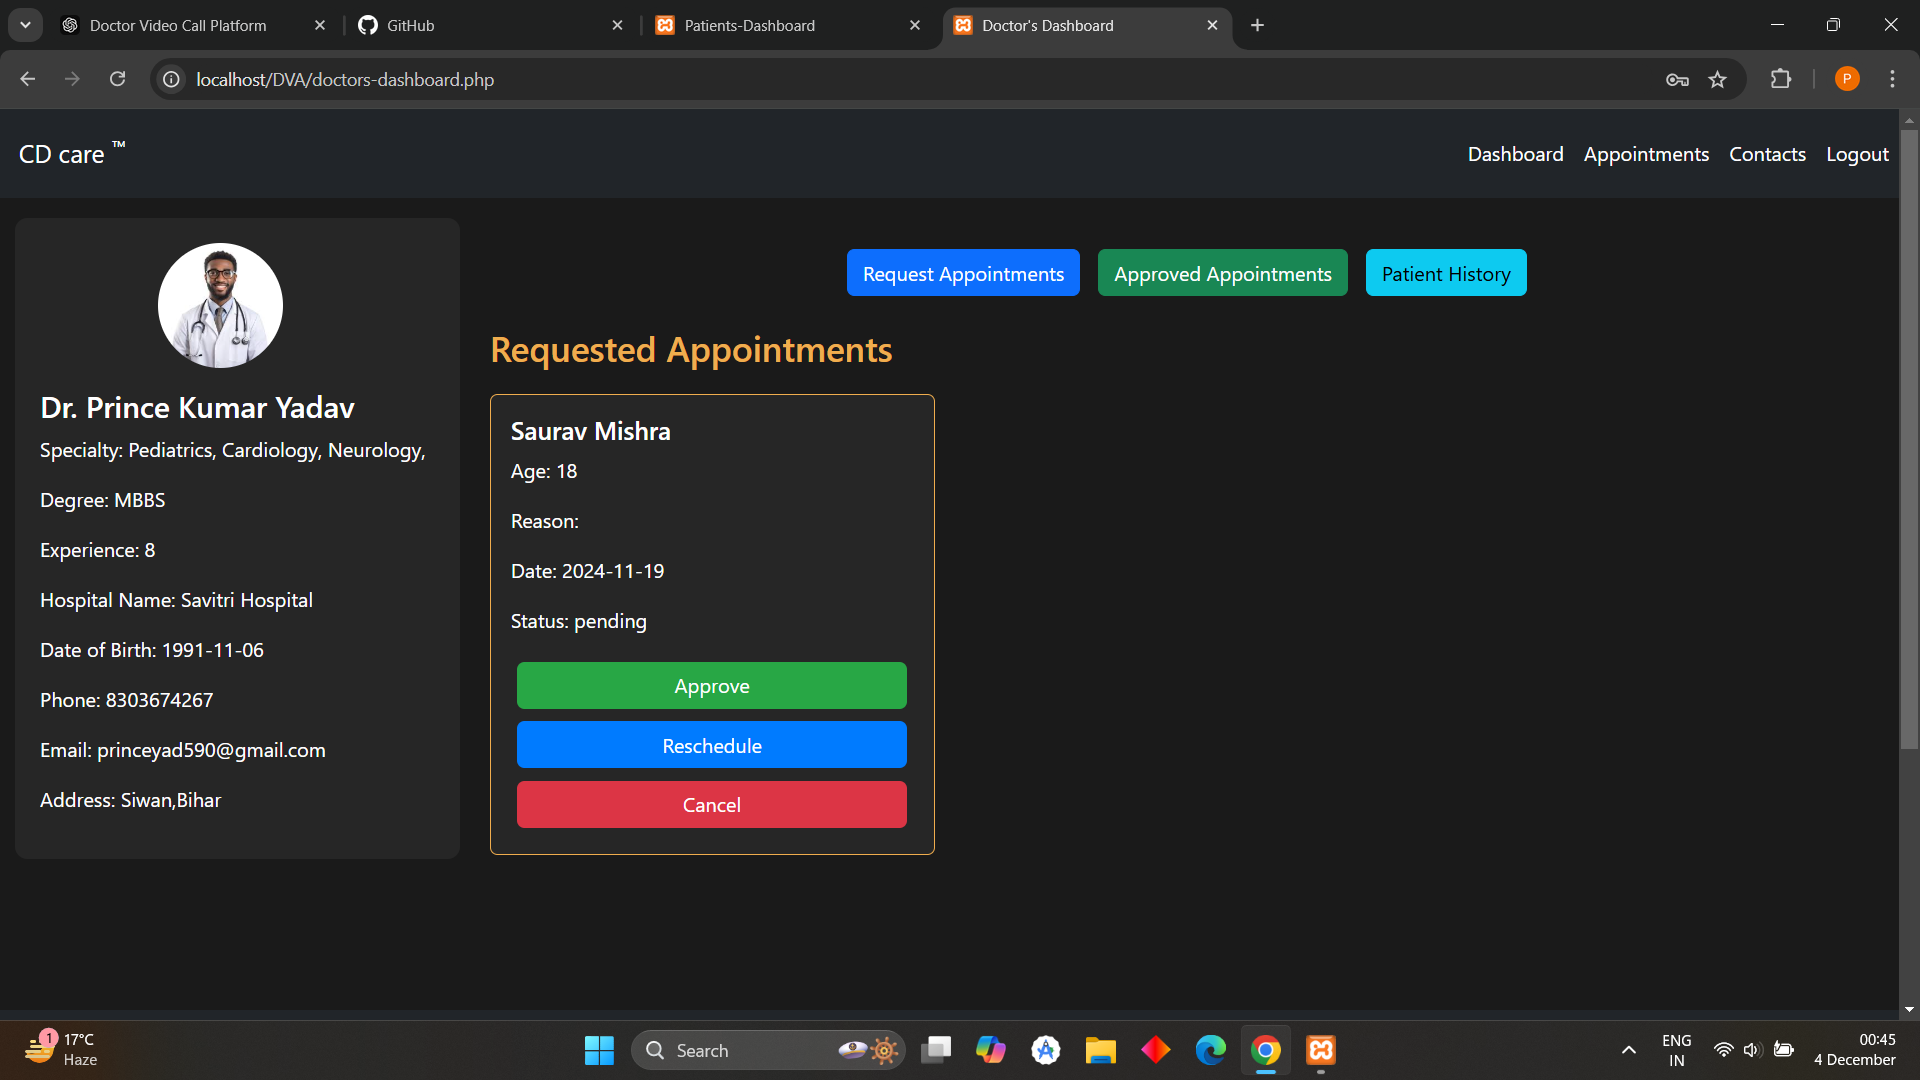 Doctor Video Call Platform
GitHub
Patients-Dashboard
Doctor's Dashboard
localhost/DVA/doctors-dashboard.php
P
CD care ™
Dashboard Appointments Contacts Logout
Request Appointments Approved Appointments Patient History
Dr. Prince Kumar Yadav
Specialty: Pediatrics, Cardiology, Neurology,
Degree: MBBS
Experience: 8
Hospital Name: Savitri Hospital
Date of Birth: 1991-11-06
Phone: 8303674267
Email: princeyad590@gmail.com
Address: Siwan,Bihar
Requested Appointments
Saurav Mishra
Age: 18
Reason:
Date: 2024-11-19
Status: pending
Approve
Reschedule
Cancel
1
17°C
Haze
Search
ENG
IN
00:45
4 December